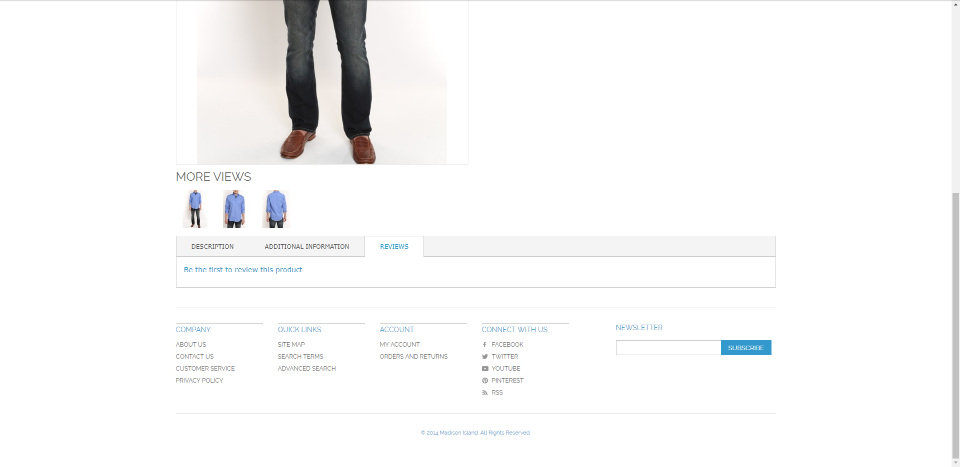 MORE VIEWS
DESCRIPTION ADDITIONAL INFORMATION REVIEWS
Be the first to review this product
COMPANY
ABOUT US
CONTACT US
CUSTOMER SERVICE
PRIVACY POLICY
QUICK LINKS
SITE MAP
SEARCH TERMS
ADVANCED SEARCH
ACCOUNT
MY ACCOUNT
ORDERS AND RETURNS
CONNECT WITH US
FACEBOOK
TWITTER
YOUTUBE
PINTEREST
RSS
NEWSLETTER
SUBSCRIBE
© 2014 Madison Island. All Rights Reserved.